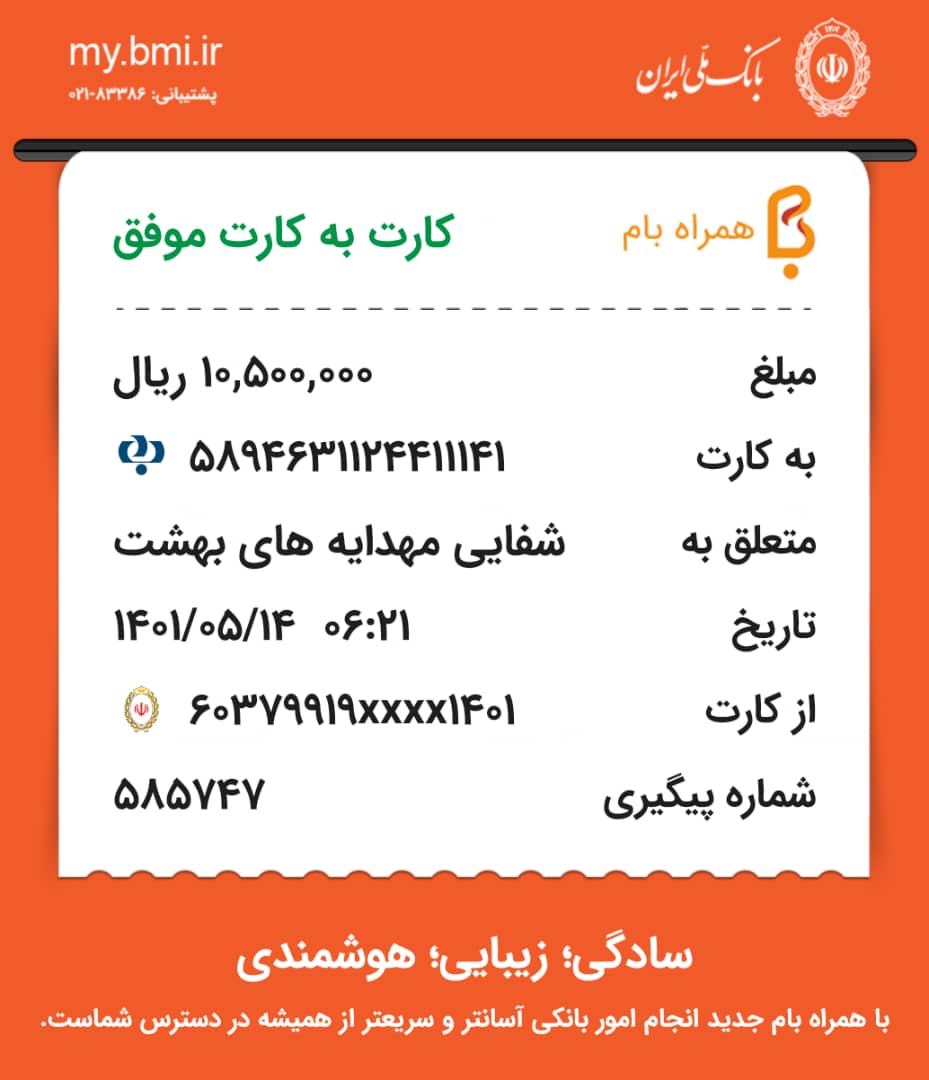 بانک ملّی ایران
my.bmi.ir
پشتیبانی: ۸۳۳۸۶-۰۲۱
همراه بام
کارت به کارت موفق
مبلغ ۱۰,۵۰۰,۰۰۰ ریال
به کارت ۵۸۹۴۶۳۱۱۲۴۴۱۱۱۴۱
متعلق به شفایی مهدایه های بهشت
تاریخ ۱۴۰۱/۰۵/۱۴ ۰۶:۲۱
از کارت ۶۰۳۷۹۹۱۹xxxx۱۴۰۱
شماره پیگیری ۵۸۵۷۴۷
سادگی؛ زیبایی؛ هوشمندی
با همراه بام جدید انجام امور بانکی آسانتر و سریعتر از همیشه در دسترس شماست.